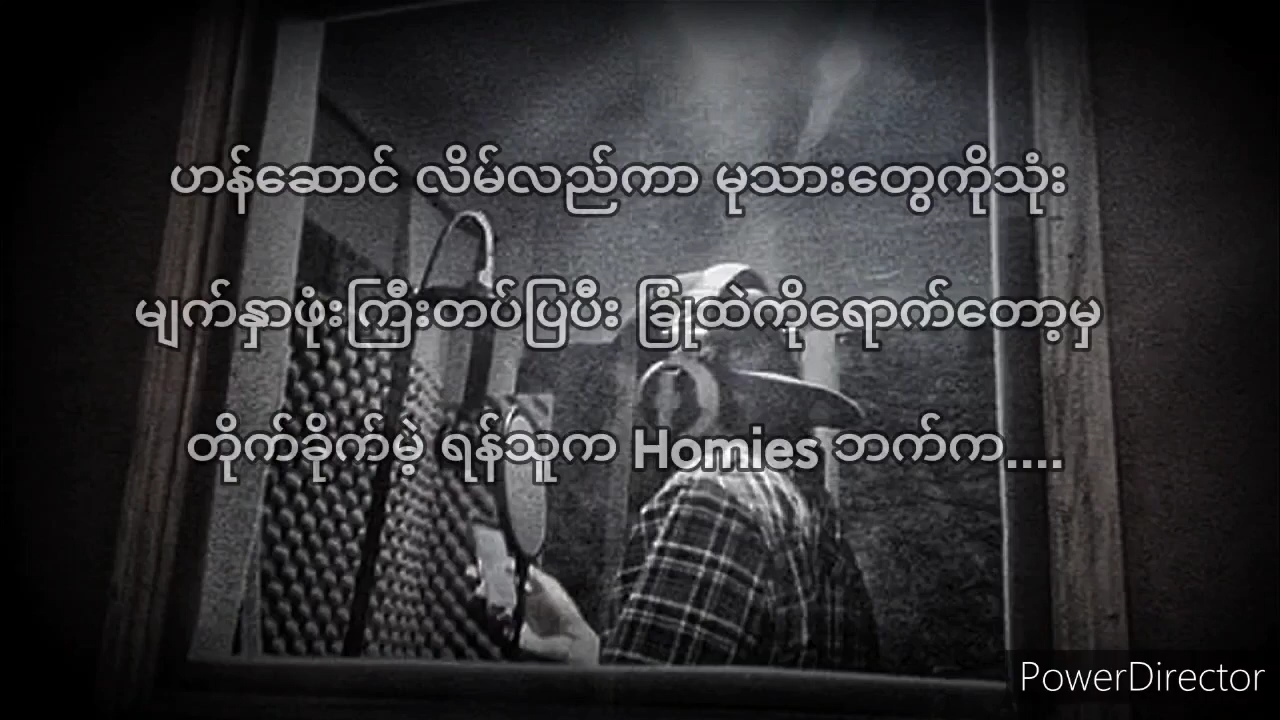 ဟန်ဆောင် လိမ်လည်ကာ မုသားတွေကိုသုံး
မျက်နှာဖုံးကြီးတပ်ပြပီး ခြုံထဲကိုရောက်တော့မှ
တိုက်ခိုက်မဲ့ ရန်သူက Homies ဘက်က....
PowerDirector